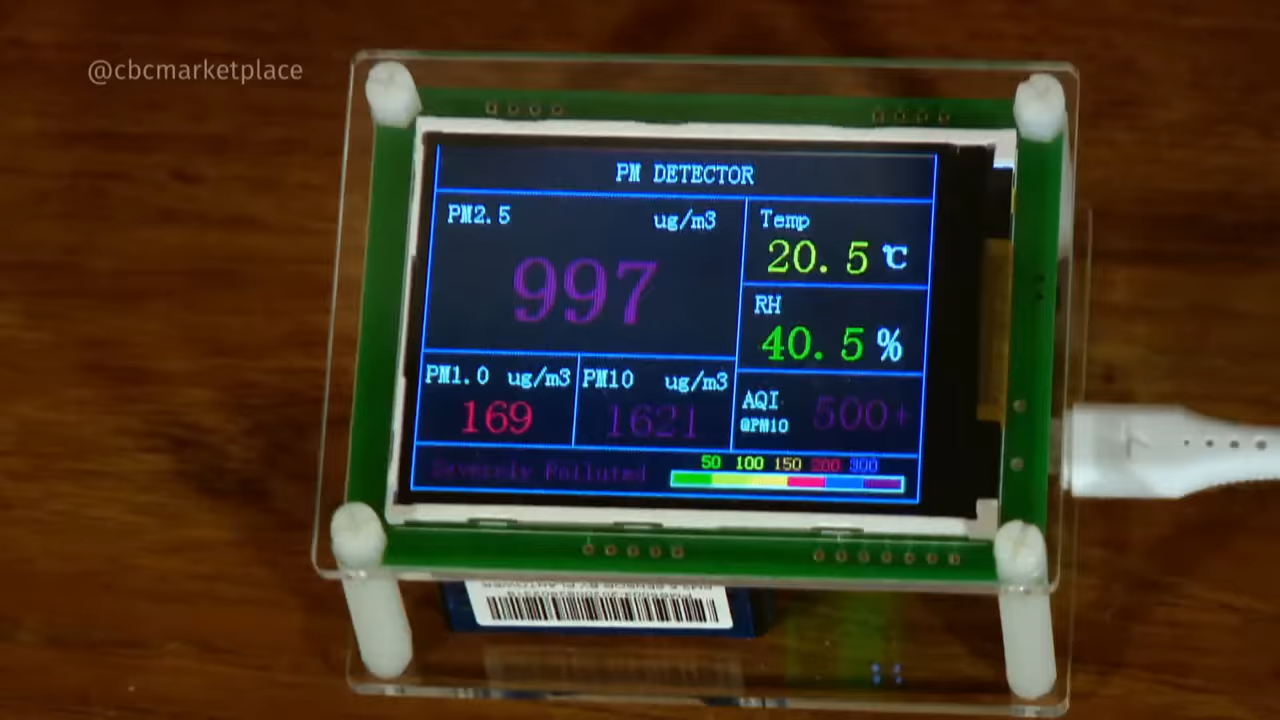 @cbcmarketplace
PM DETECTOR
PM2.5 ug/m3
997
Temp
20.5 ℃
RH
40.5 %
PM1.0 ug/m3
169
PM10 ug/m3
1621
AQI
@PM10
500+
Severely Polluted
50 100 150 200 300